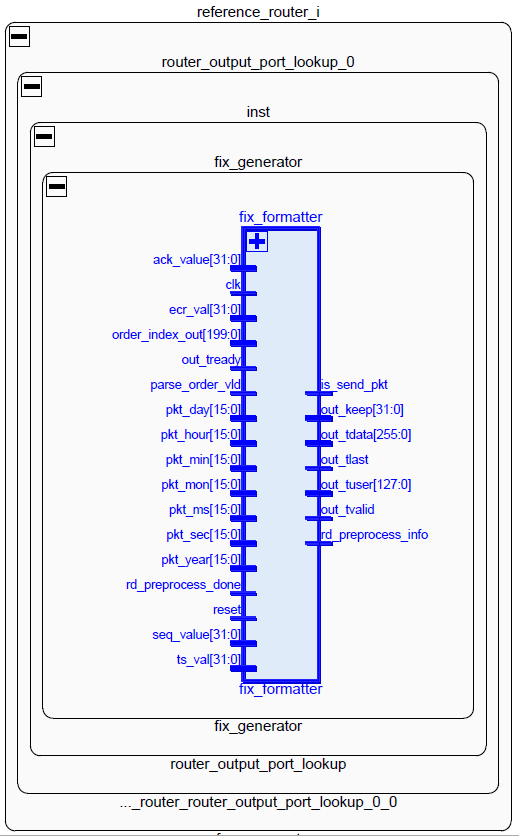 reference_router_i
router_output_port_lookup_0
inst
fix_generator
fix_formatter
ack_value[31:0]
clk
ecr_val[31:0]
order_index_out[199:0]
out_tready
parse_order_vld
is_send_pkt
pkt_day[15:0]
out_keep[31:0]
pkt_hour[15:0]
out_tdata[255:0]
pkt_min[15:0]
out_tlast
pkt_mon[15:0]
out_tuser[127:0]
pkt_ms[15:0]
out_tvalid
pkt_sec[15:0]
rd_preprocess_info
pkt_year[15:0]
rd_preprocess_done
reset
seq_value[31:0]
ts_val[31:0]
fix_formatter
fix_generator
router_output_port_lookup
..._router_router_output_port_lookup_0_0